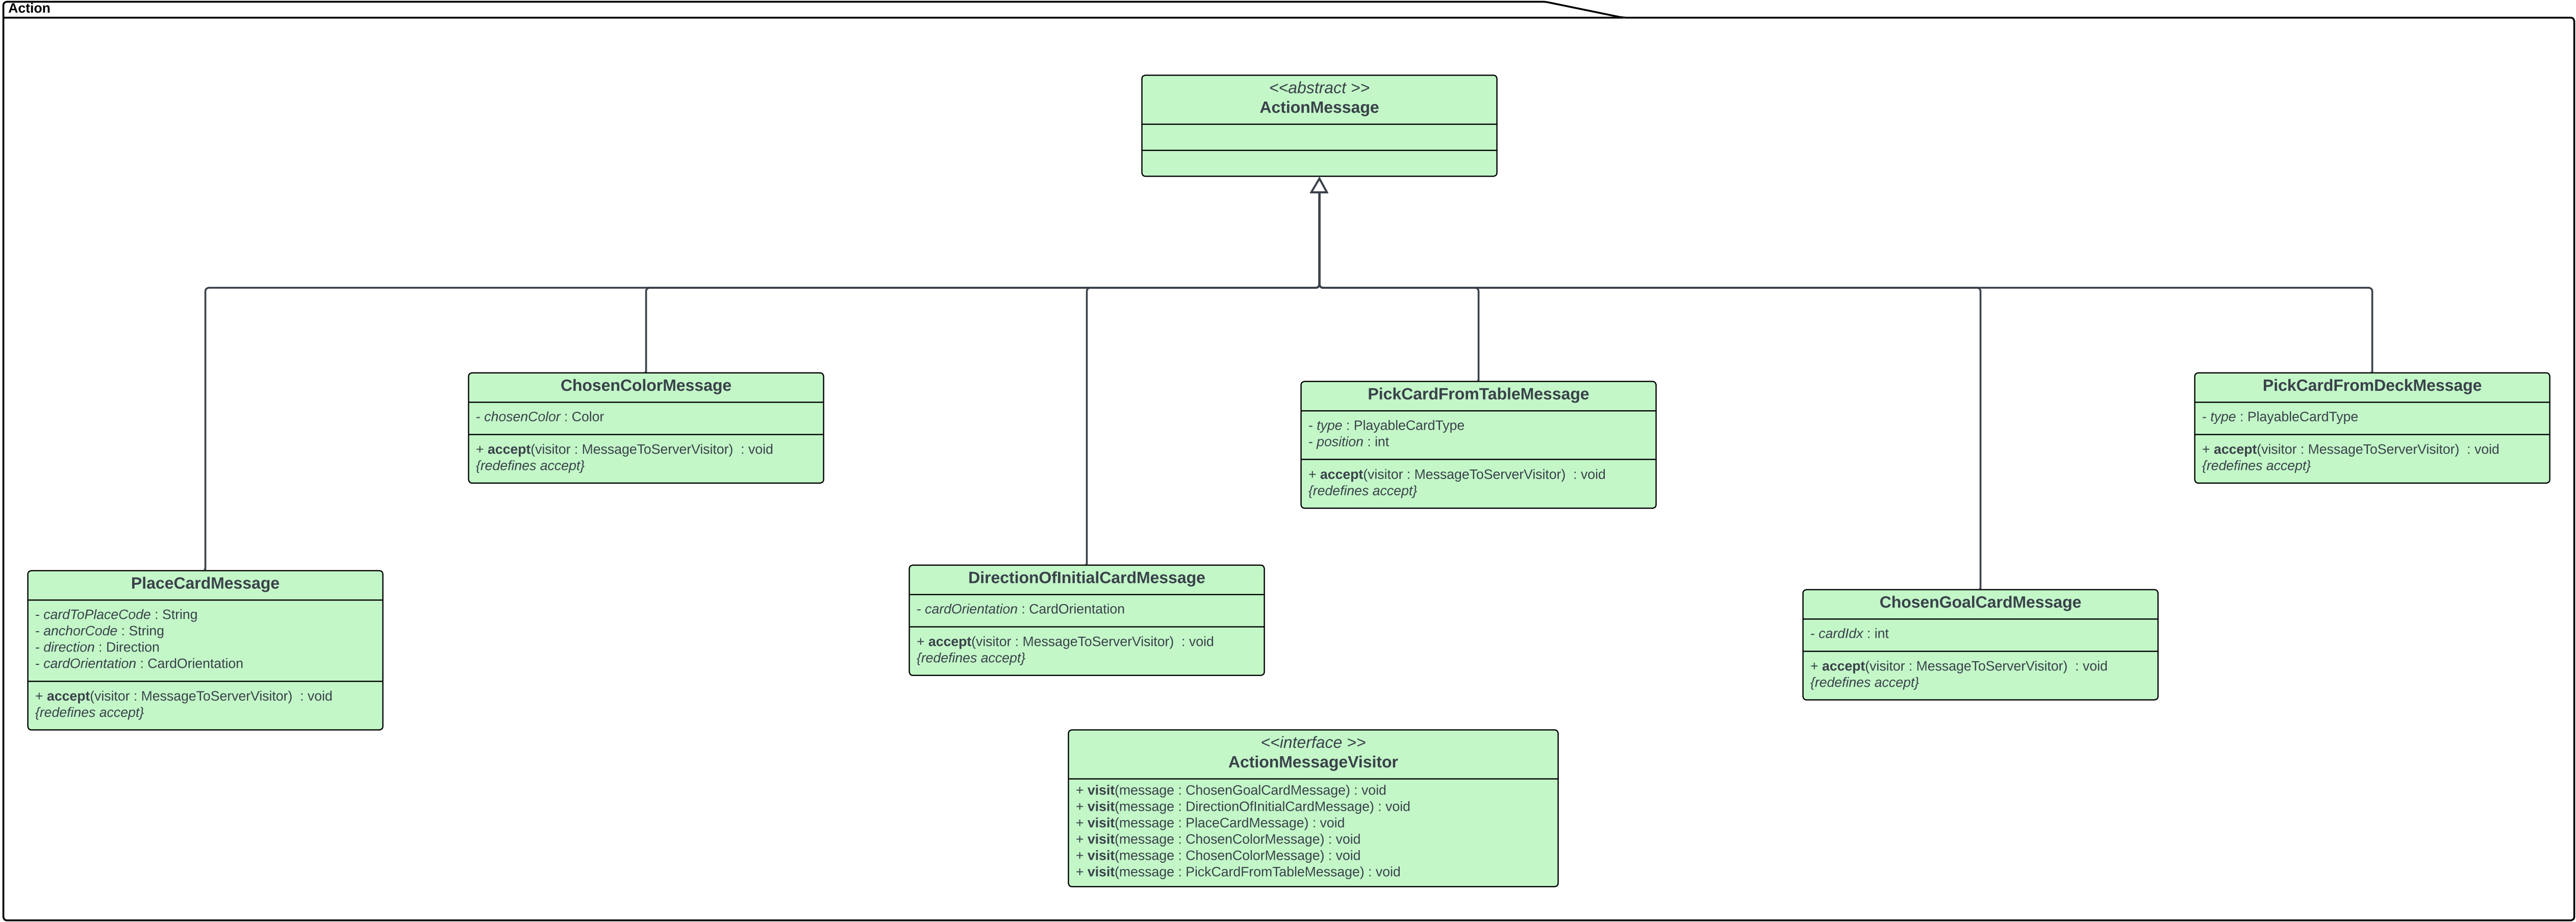 Action
<<abstract >>
ActionMessage
ChosenColorMessage
- chosenColor : Color
+ accept(visitor : MessageToServerVisitor)  : void
{redefines accept}
PickCardFromTableMessage
- type : PlayableCardType
- position : int
+ accept(visitor : MessageToServerVisitor)  : void
{redefines accept}
PickCardFromDeckMessage
- type : PlayableCardType
+ accept(visitor : MessageToServerVisitor)  : void
{redefines accept}
PlaceCardMessage
- cardToPlaceCode : String
- anchorCode : String
- direction : Direction
- cardOrientation : CardOrientation
+ accept(visitor : MessageToServerVisitor)  : void
{redefines accept}
DirectionOfInitialCardMessage
- cardOrientation : CardOrientation
+ accept(visitor : MessageToServerVisitor)  : void
{redefines accept}
ChosenGoalCardMessage
- cardIdx : int
+ accept(visitor : MessageToServerVisitor)  : void
{redefines accept}
<<interface >>
ActionMessageVisitor
+ visit(message : ChosenGoalCardMessage) : void
+ visit(message : DirectionOfInitialCardMessage) : void
+ visit(message : PlaceCardMessage) : void
+ visit(message : ChosenColorMessage) : void
+ visit(message : ChosenColorMessage) : void
+ visit(message : PickCardFromTableMessage) : void